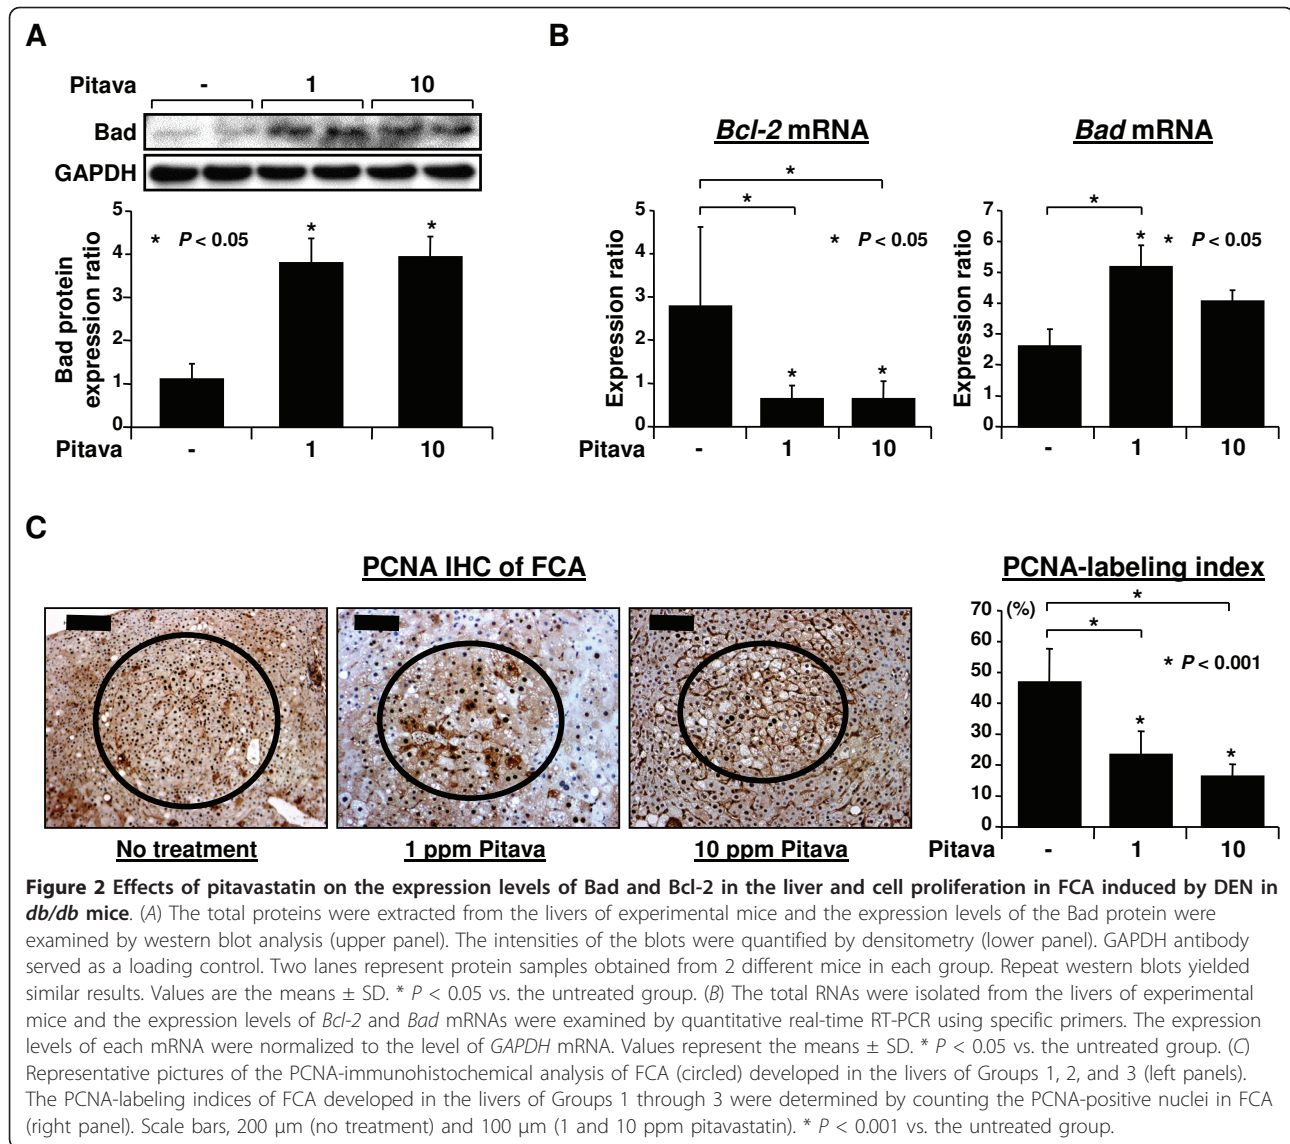 A
Pitava - 1 10
Bad
GAPDH
Bad protein
expression ratio
5
4
3
2
1
0
* P < 0.05
*
*
Pitava - 1 10
B
Bcl-2 mRNA
*
*
Expression ratio
5
4
3
2
1
0
* P < 0.05
*
*
Pitava - 1 10
Bad mRNA
*
Expression ratio
7
6
5
4
3
2
1
0
* * P < 0.05
- 1 10
C
PCNA IHC of FCA
No treatment
1 ppm Pitava
10 ppm Pitava
PCNA-labeling index
70 (%)
60
50
40
30
20
10
0
*
*
* P < 0.001
*
*
Pitava - 1 10
Figure 2 Effects of pitavastatin on the expression levels of Bad and Bcl-2 in the liver and cell proliferation in FCA induced by DEN in
db/db mice. (A) The total proteins were extracted from the livers of experimental mice and the expression levels of the Bad protein were
examined by western blot analysis (upper panel). The intensities of the blots were quantified by densitometry (lower panel). GAPDH antibody
served as a loading control. Two lanes represent protein samples obtained from 2 different mice in each group. Repeat western blots yielded
similar results. Values are the means ± SD. * P < 0.05 vs. the untreated group. (B) The total RNAs were isolated from the livers of experimental
mice and the expression levels of Bcl-2 and Bad mRNAs were examined by quantitative real-time RT-PCR using specific primers. The expression
levels of each mRNA were normalized to the level of GAPDH mRNA. Values represent the means ± SD. * P < 0.05 vs. the untreated group. (C)
Representative pictures of the PCNA-immunohistochemical analysis of FCA (circled) developed in the livers of Groups 1, 2, and 3 (left panels).
The PCNA-labeling indices of FCA developed in the livers of Groups 1 through 3 were determined by counting the PCNA-positive nuclei in FCA
(right panel). Scale bars, 200 μm (no treatment) and 100 μm (1 and 10 ppm pitavastatin). * P < 0.001 vs. the untreated group.